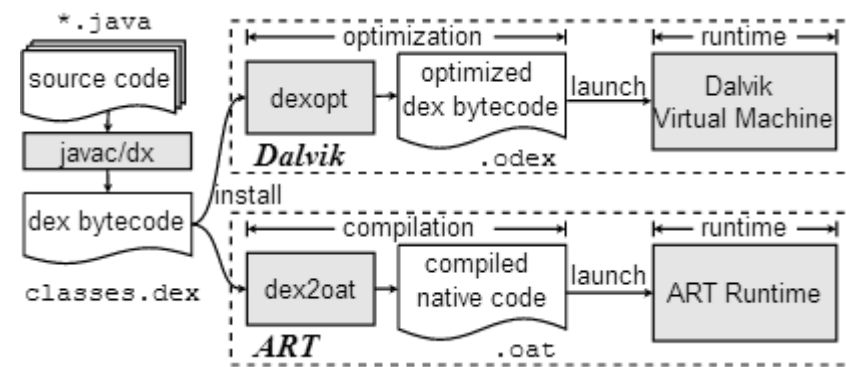 *.java
source code
javac/dx
dex bytecode
classes.dex
install
optimization
runtime
dexopt
optimized
dex bytecode
launch
Dalvik
Virtual Machine
Dalvik
.odex
compilation
runtime
dex2oat
compiled
native code
launch
ART Runtime
ART
.oat